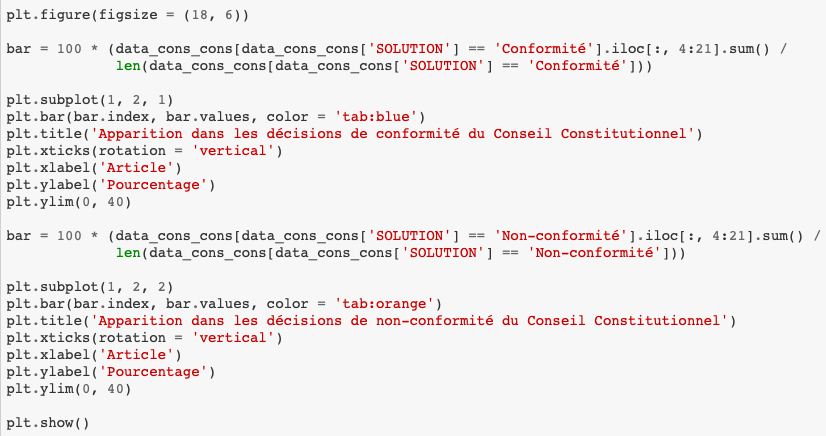 plt.figure(figsize = (18, 6))
bar = 100 * (data_cons_cons[data_cons_cons['SOLUTION'] == 'Conformité'].iloc[:, 4:21].sum() /
len(data_cons_cons[data_cons_cons['SOLUTION'] == 'Conformité']))
plt.subplot(1, 2, 1)
plt.bar(bar.index, bar.values, color = 'tab:blue')
plt.title('Apparition dans les décisions de conformité du Conseil Constitutionnel')
plt.xticks(rotation = 'vertical')
plt.xlabel('Article')
plt.ylabel('Pourcentage')
plt.ylim(0, 40)
bar = 100 * (data_cons_cons[data_cons_cons['SOLUTION'] == 'Non-conformité'].iloc[:, 4:21].sum() /
len(data_cons_cons[data_cons_cons['SOLUTION'] == 'Non-conformité']))
plt.subplot(1, 2, 2)
plt.bar(bar.index, bar.values, color = 'tab:orange')
plt.title('Apparition dans les décisions de non-conformité du Conseil Constitutionnel')
plt.xticks(rotation = 'vertical')
plt.xlabel('Article')
plt.ylabel('Pourcentage')
plt.ylim(0, 40)
plt.show()